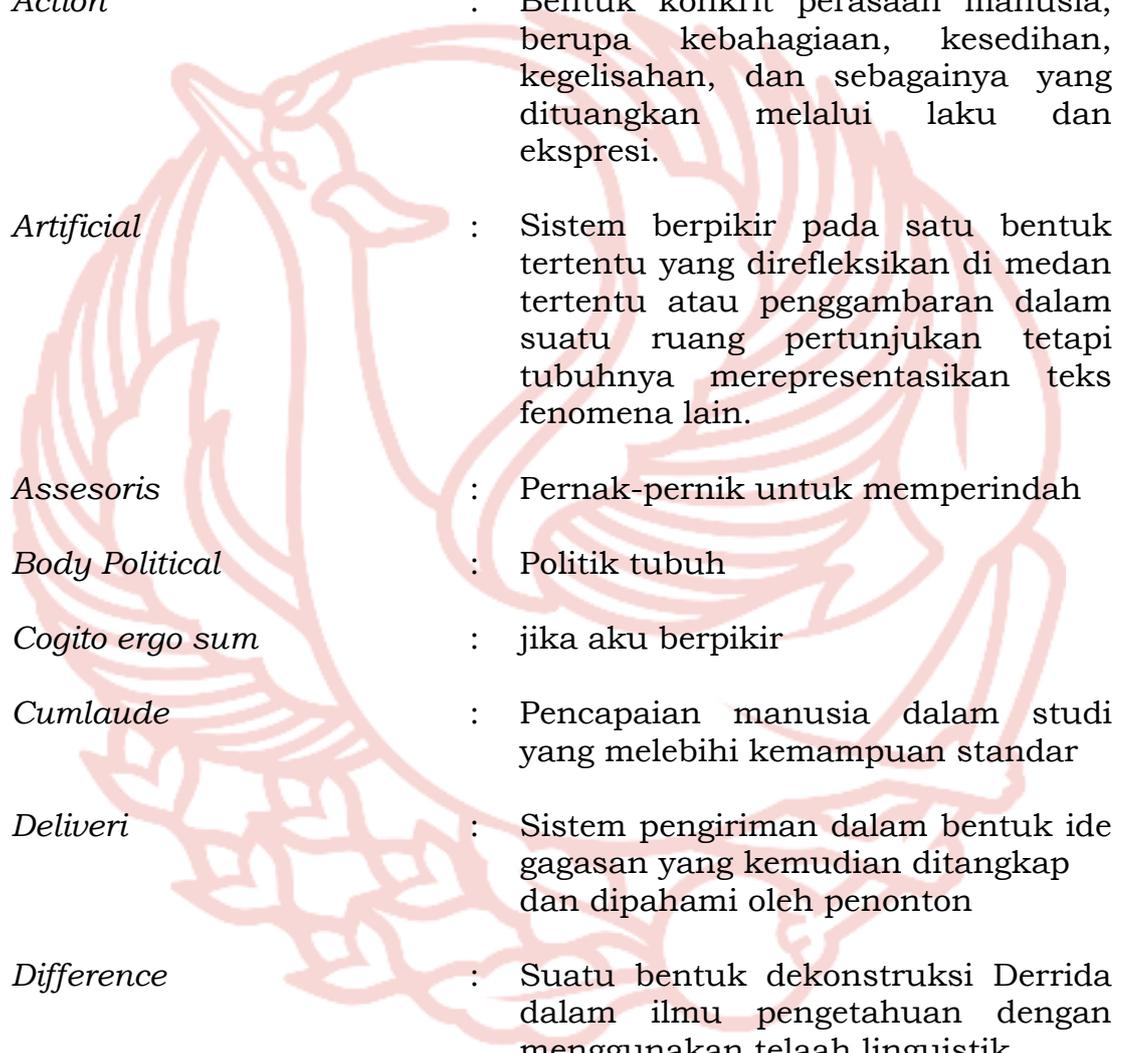 Action : Bentuk konkrit perasaan manusia,
berupa kebahagiaan, kesedihan,
kegelisahan, dan sebagainya yang
dituangkan melalui laku dan
ekspresi.
Artificial : Sistem berpikir pada satu bentuk
tertentu yang direfleksikan di medan
tertentu atau penggambaran dalam
suatu ruang pertunjukan tetapi
tubuhnya merepresentasikan teks
fenomena lain.
Assesoris : Pernak-pernik untuk memperindah
Body Political : Politik tubuh
Cogito ergo sum : jika aku berpikir
Cumlaude : Pencapaian manusia dalam studi
yang melebihi kemampuan standar
Deliveri : Sistem pengiriman dalam bentuk ide
gagasan yang kemudian ditangkap
dan dipahami oleh penonton
Difference : Suatu bentuk dekonstruksi Derrida
dalam ilmu pengetahuan dengan
menggunakan telaah linguistik